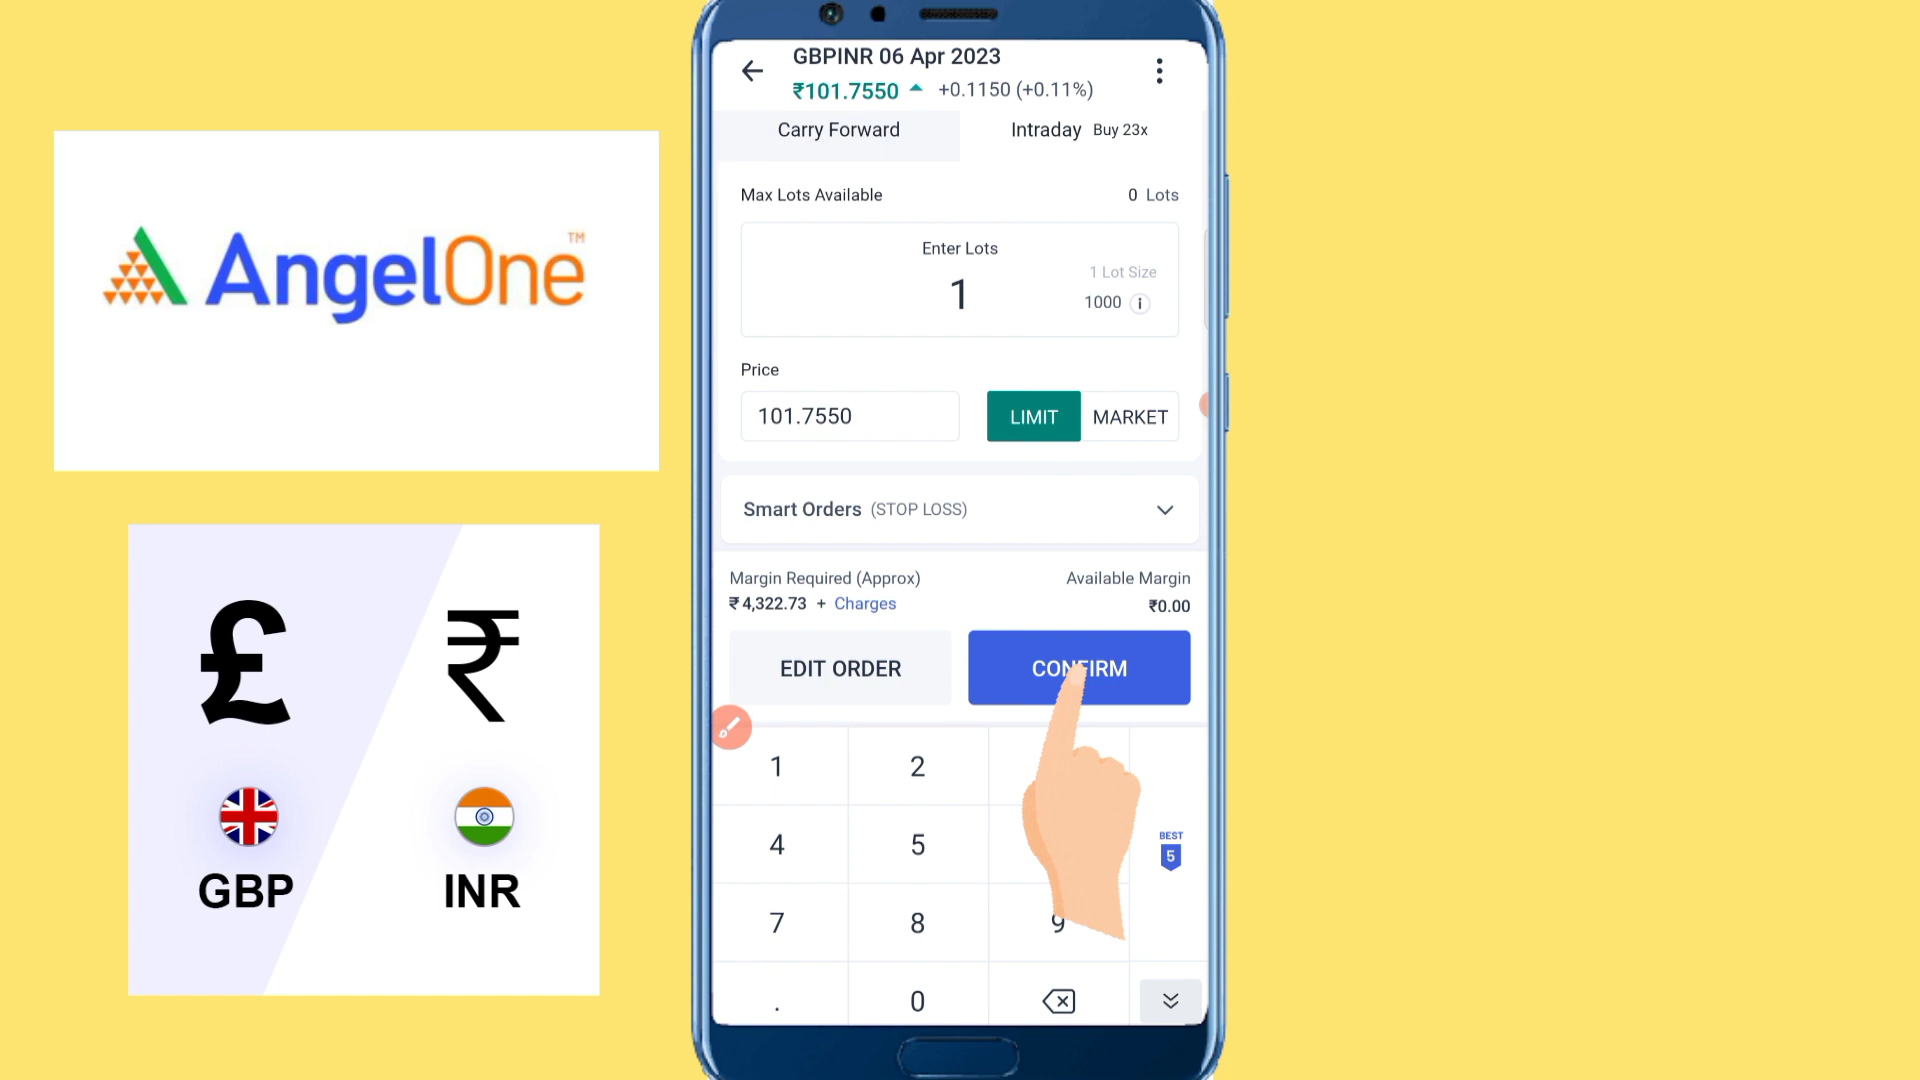 AngelOne™
£ ₹
GBP INR
GBPINR 06 Apr 2023
₹101.7550 +0.1150 (+0.11%)
Carry Forward Intraday Buy 23x
Max Lots Available 0 Lots
Enter Lots
1 Lot Size
1
1000 i
Price
101.7550 LIMIT MARKET
Smart Orders (STOP LOSS)
Margin Required (Approx) Available Margin
₹4,322.73 + Charges ₹0.00
EDIT ORDER CONFIRM
1 2
4 5
BEST
5
7 8 9
. 0